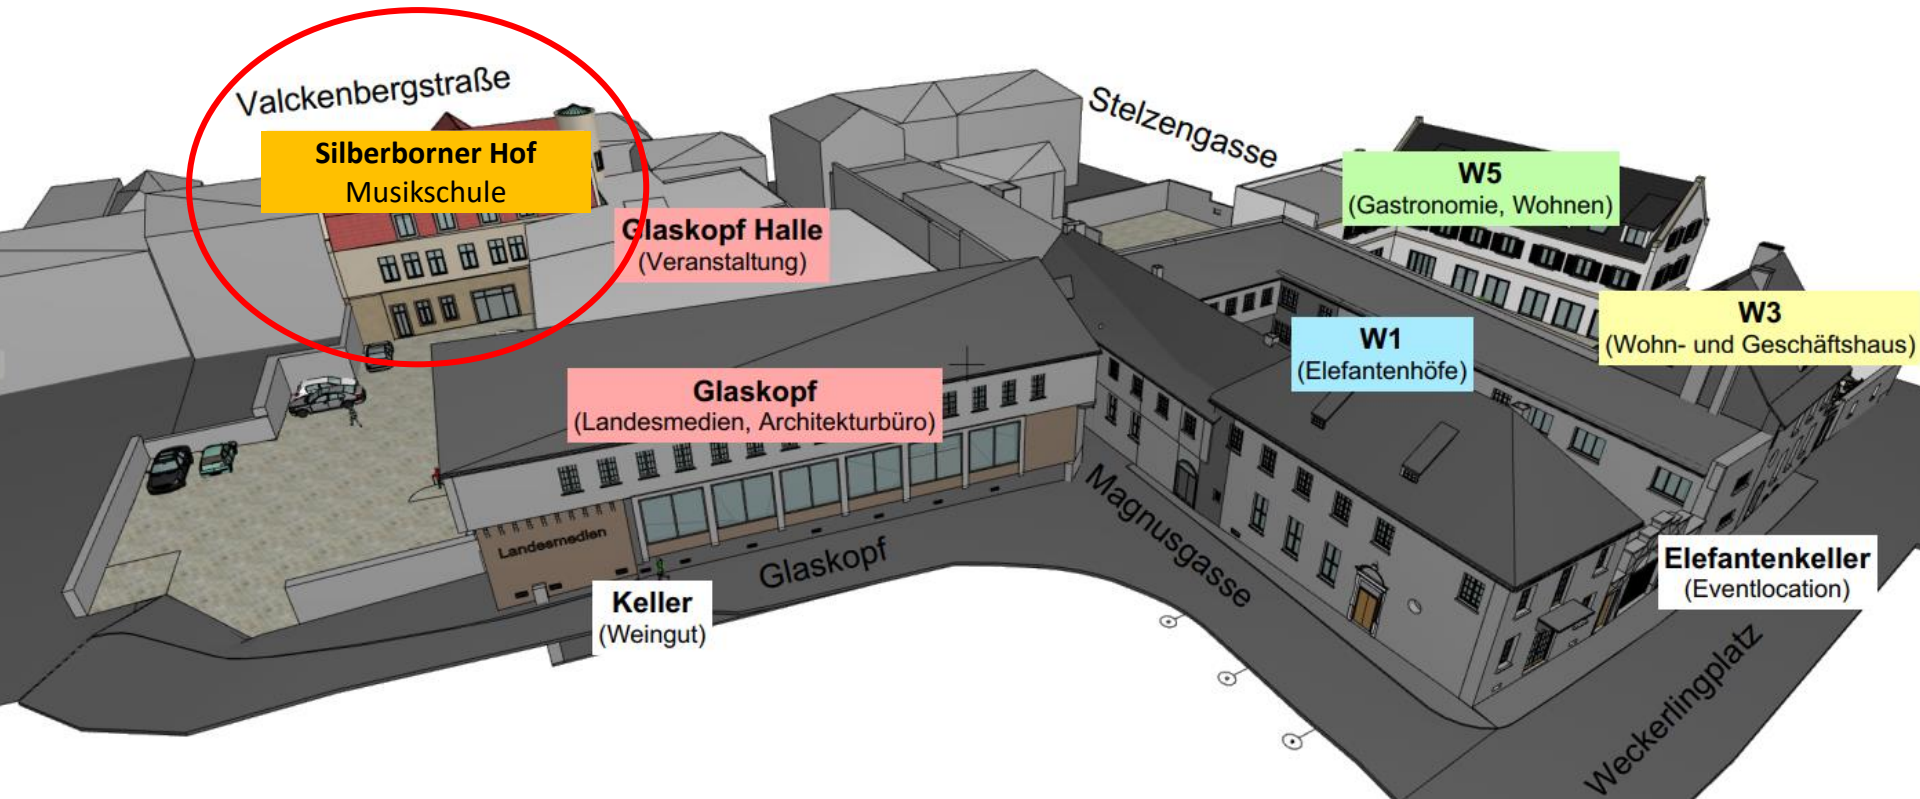 Valckenbergstraße
Stelzengasse
Silberborner Hof
Musikschule
W5
(Gastronomie, Wohnen)
Glaskopf Halle
(Veranstaltung)
W3
(Wohn- und Geschäftshaus)
W1
(Elefantenhöfe)
Glaskopf
(Landesmedien, Architekturbüro)
Landesmedien
Glaskopf
Magnusgasse
Elefantenkeller
(Eventlocation)
Keller
(Weingut)
Weckerlingplatz